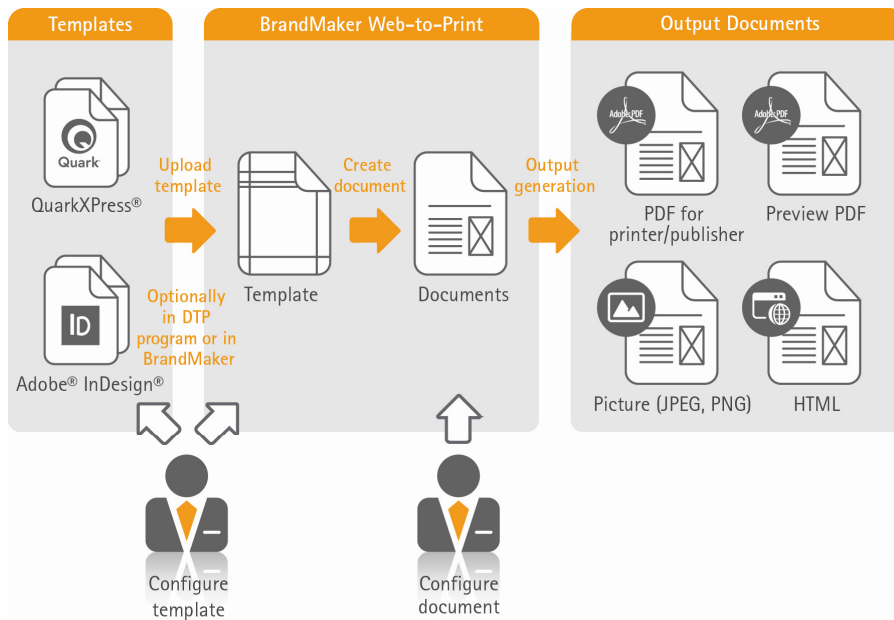 Templates
BrandMaker Web-to-Print
Output Documents
Quark
QuarkXPress®
Upload
template
Create
document
Output
generation
Adobe PDF
PDF for
printer/publisher
Adobe PDF
Preview PDF
Template
Documents
ID
Adobe® InDesign®
Optionally
in DTP
program or in
BrandMaker
Picture (JPEG, PNG)
HTML
Configure
template
Configure
document